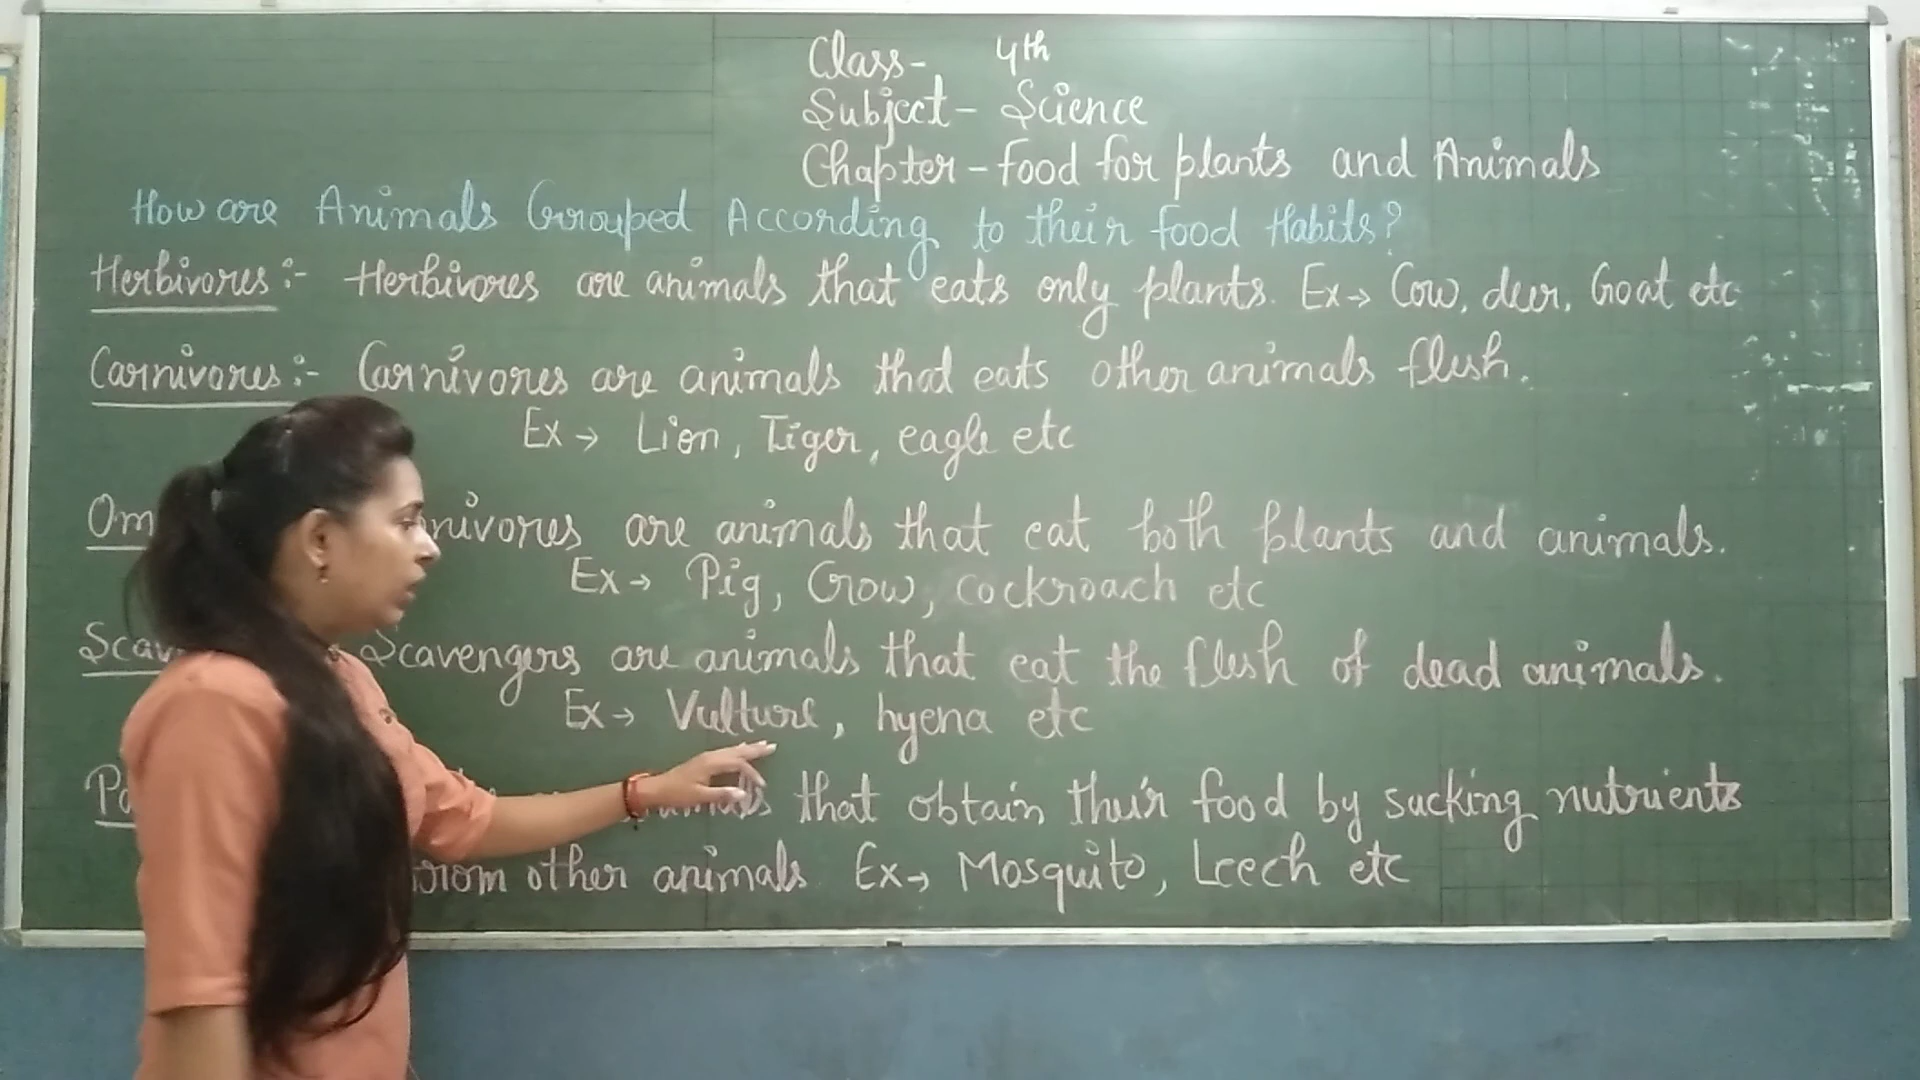 Class- 4th
Subject- Science
Chapter- Food for plants and Animals
How are Animals Grouped According to their food Habits?
Herbivores:- Herbivores are animals that eats only plants. Ex→ Cow, deer, Goat etc
Carnivores:- Carnivores are animals that eats other animals flesh.
Ex→ Lion, Tiger, eagle etc
Om nivores are animals that eat both plants and animals.
Ex→ Pig, Crow, cockroach etc
Scav Scavengers are animals that eat the flesh of dead animals.
Ex→ Vulture, hyena etc
Pa that obtain their food by sucking nutrients
from other animals Ex→ Mosquito, Leech etc